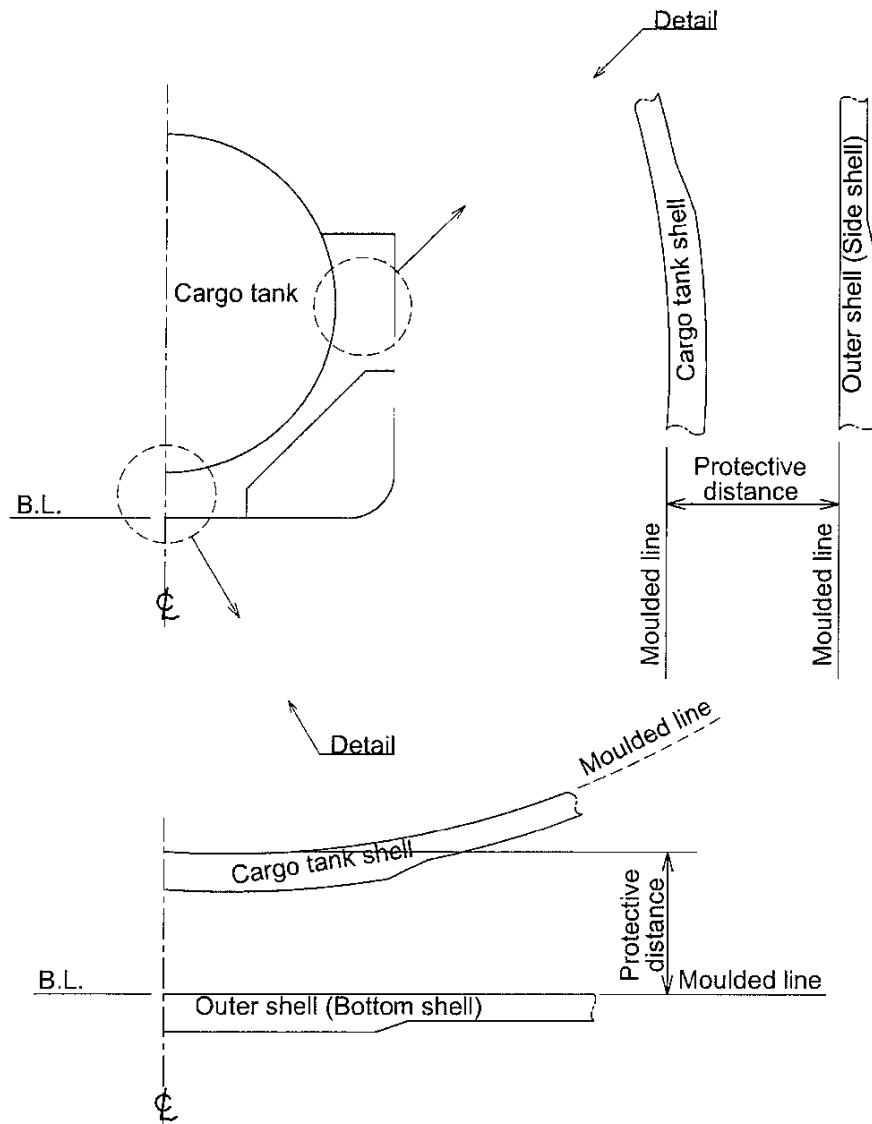 Detail
Cargo tank
Cargo tank shell
Outer shell (Side shell)
B.L.
Protective
distance
Moulded line
Moulded line
℄
Detail
Moulded line
Cargo tank shell
Protective
distance
B.L.
Moulded line
Outer shell (Bottom shell)
℄